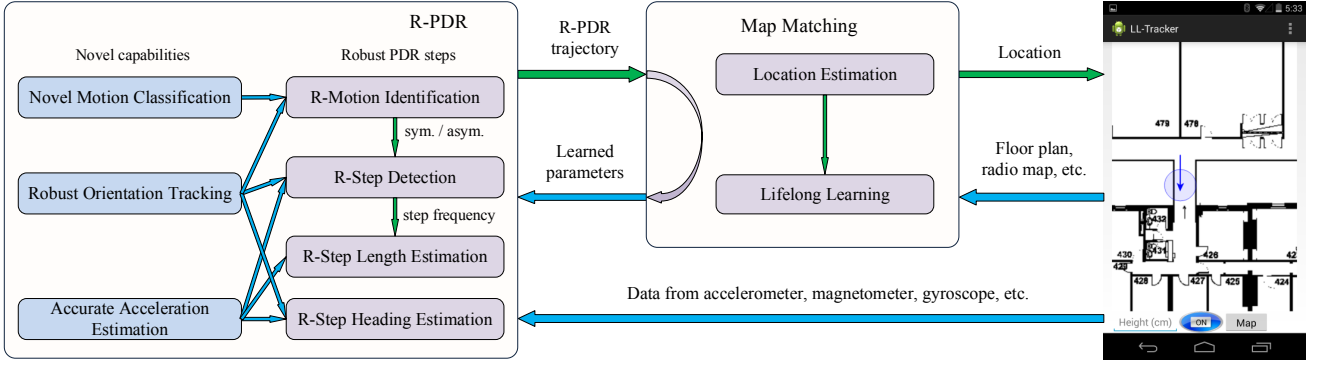 R-PDR
Novel capabilities
Robust PDR steps
Novel Motion Classification
Robust Orientation Tracking
Accurate Acceleration
Estimation
R-Motion Identification
sym. / asym.
R-Step Detection
step frequency
R-Step Length Estimation
R-Step Heading Estimation
R-PDR
trajectory
Learned
parameters
Map Matching
Location Estimation
Lifelong Learning
Location
Floor plan,
radio map, etc.
Data from accelerometer, magnetometer, gyroscope, etc.
5:33
LL-Tracker
479
478
432
431
430
429
426
428
427
425
424
Height (cm)
ON
Map